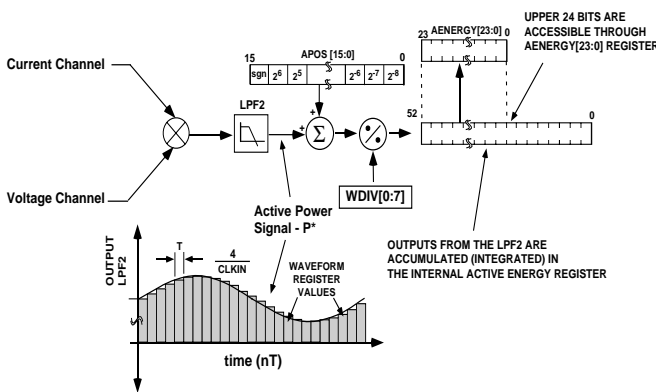 UPPER 24 BITS ARE
ACCESSIBLE THROUGH
AENERGY[23:0] REGISTER
23 AENERGY[23:0] 0
15 APOS [15:0] 0
sgn 2^6 2^5 2^-6 2^-7 2^-8
Current Channel
LPF2
+
+
Σ
52 0
Voltage Channel
WDIV[0:7]
Active Power
Signal - P*
OUTPUTS FROM THE LPF2 ARE
ACCUMULATED (INTEGRATED) IN
THE INTERNAL ACTIVE ENERGY REGISTER
OUTPUT
LPF2
T
4
CLKIN
WAVEFORM
REGISTER
VALUES
time (nT)